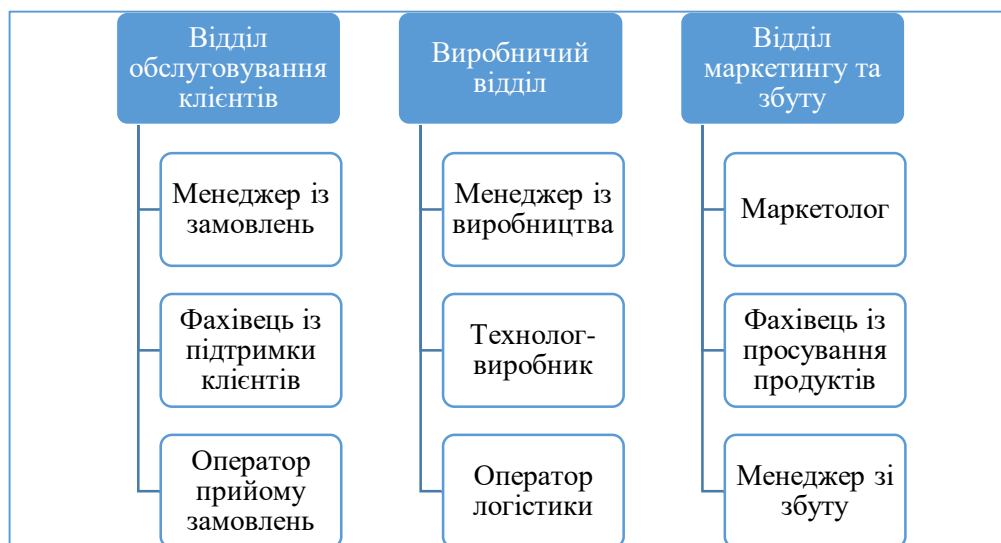 Відділ
обслуговування
клієнтів
Менеджер із
замовлень
Фахівець із
підтримки
клієнтів
Оператор
прийому
замовлень
Виробничий
відділ
Менеджер із
виробництва
Технолог-
виробник
Оператор
логістики
Відділ
маркетингу та
збуту
Маркетолог
Фахівець із
просування
продуктів
Менеджер зі
збуту